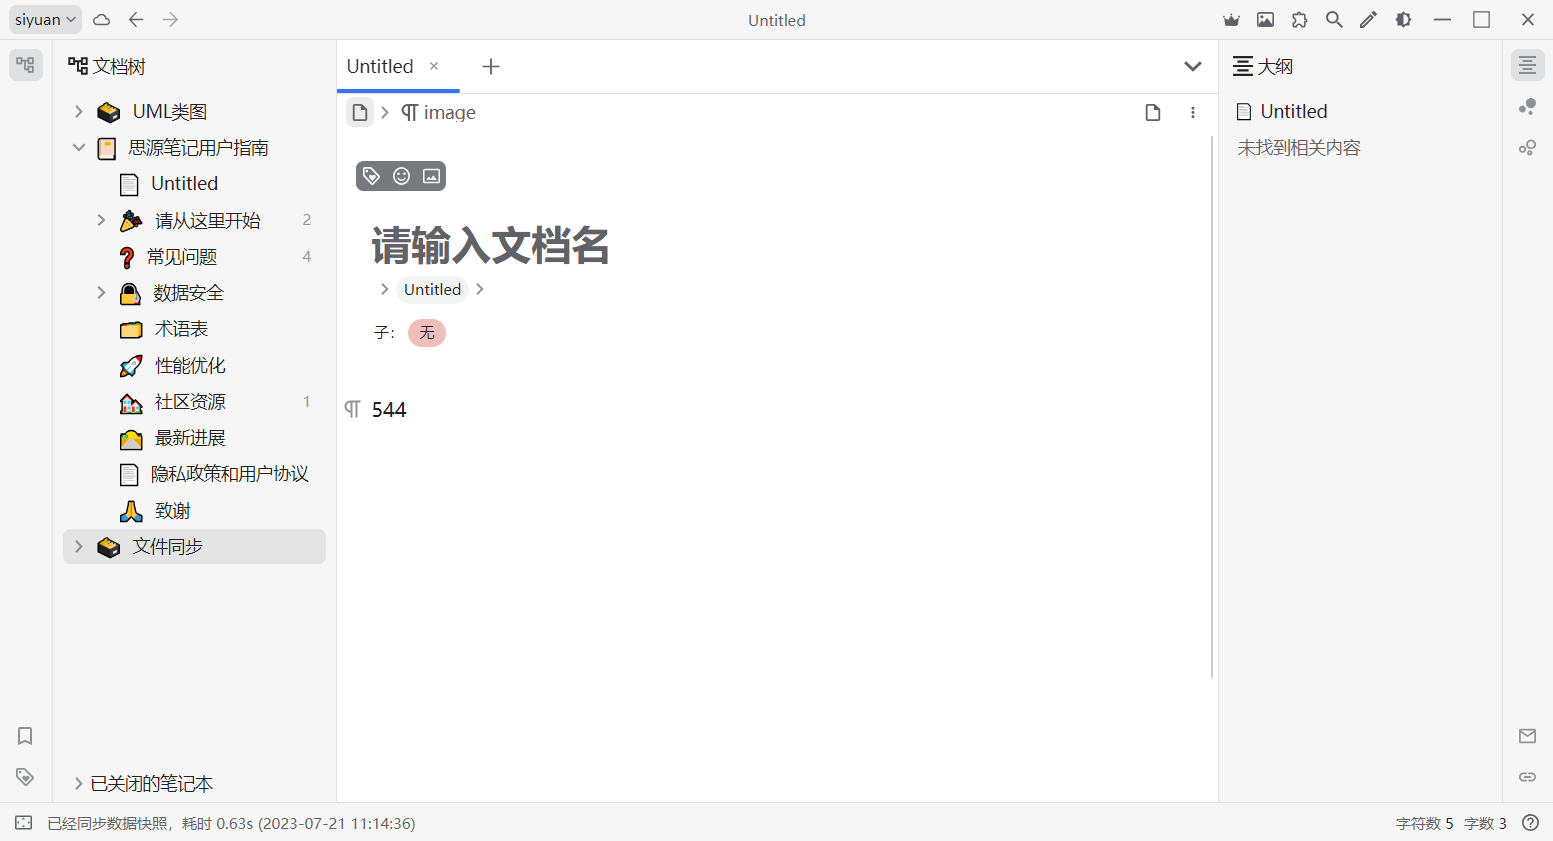 siyuan
Untitled
文档树
UML类图
思源笔记用户指南
Untitled
请从这里开始 2
常见问题 4
数据安全
术语表
性能优化
社区资源 1
最新进展
隐私政策和用户协议
致谢
文件同步
已关闭的笔记本
Untitled
image
请输入文档名
Untitled
子： 无
544
大纲
Untitled
未找到相关内容
已经同步数据快照，耗时 0.63s (2023-07-21 11:14:36)
字符数 5 字数 3